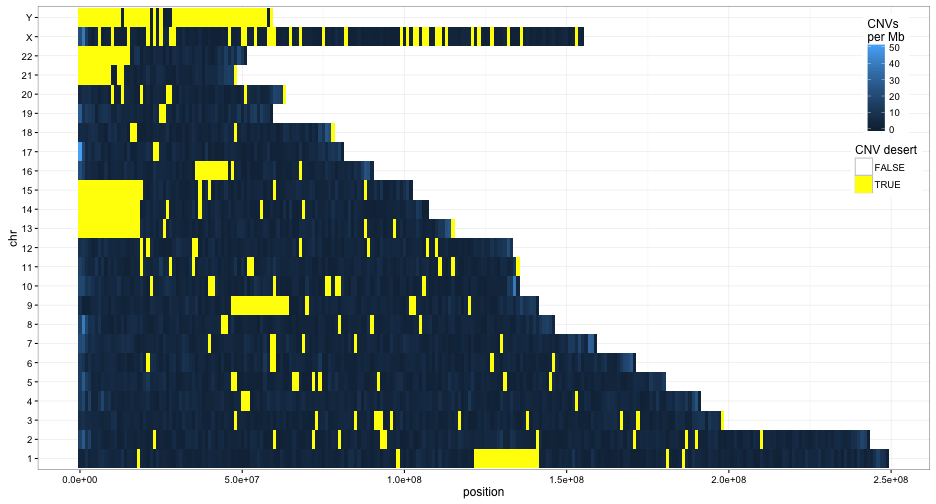 CNVs
per Mb
50
40
30
20
10
0
CNV desert
FALSE
TRUE
chr
Y
X
22
21
20
19
18
17
16
15
14
13
12
11
10
9
8
7
6
5
4
3
2
1
0.0e+00 5.0e+07 1.0e+08 1.5e+08 2.0e+08 2.5e+08
position